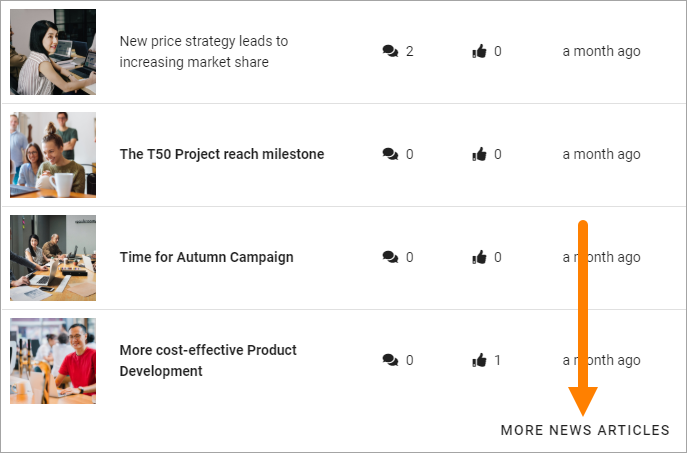 New price strategy leads to
increasing market share
2
0
a month ago
The T50 Project reach milestone
0
0
a month ago
Time for Autumn Campaign
0
0
a month ago
More cost-effective Product
Development
0
1
a month ago
MORE NEWS ARTICLES